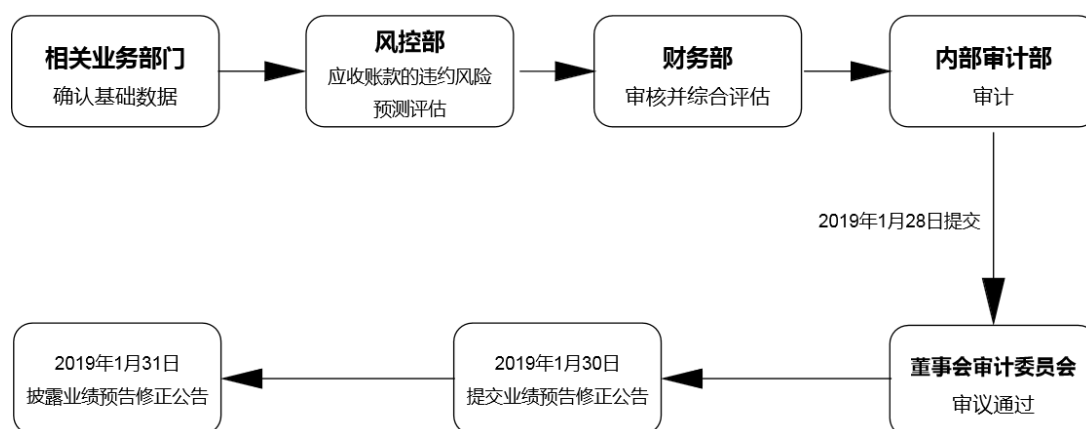 相关业务部门
确认基础数据
风控部
应收账款的违约风险
预测评估
财务部
审核并综合评估
内部审计部
审计
2019年1月28日提交
董事会审计委员会
审议通过
2019年1月30日
提交业绩预告修正公告
2019年1月31日
披露业绩预告修正公告